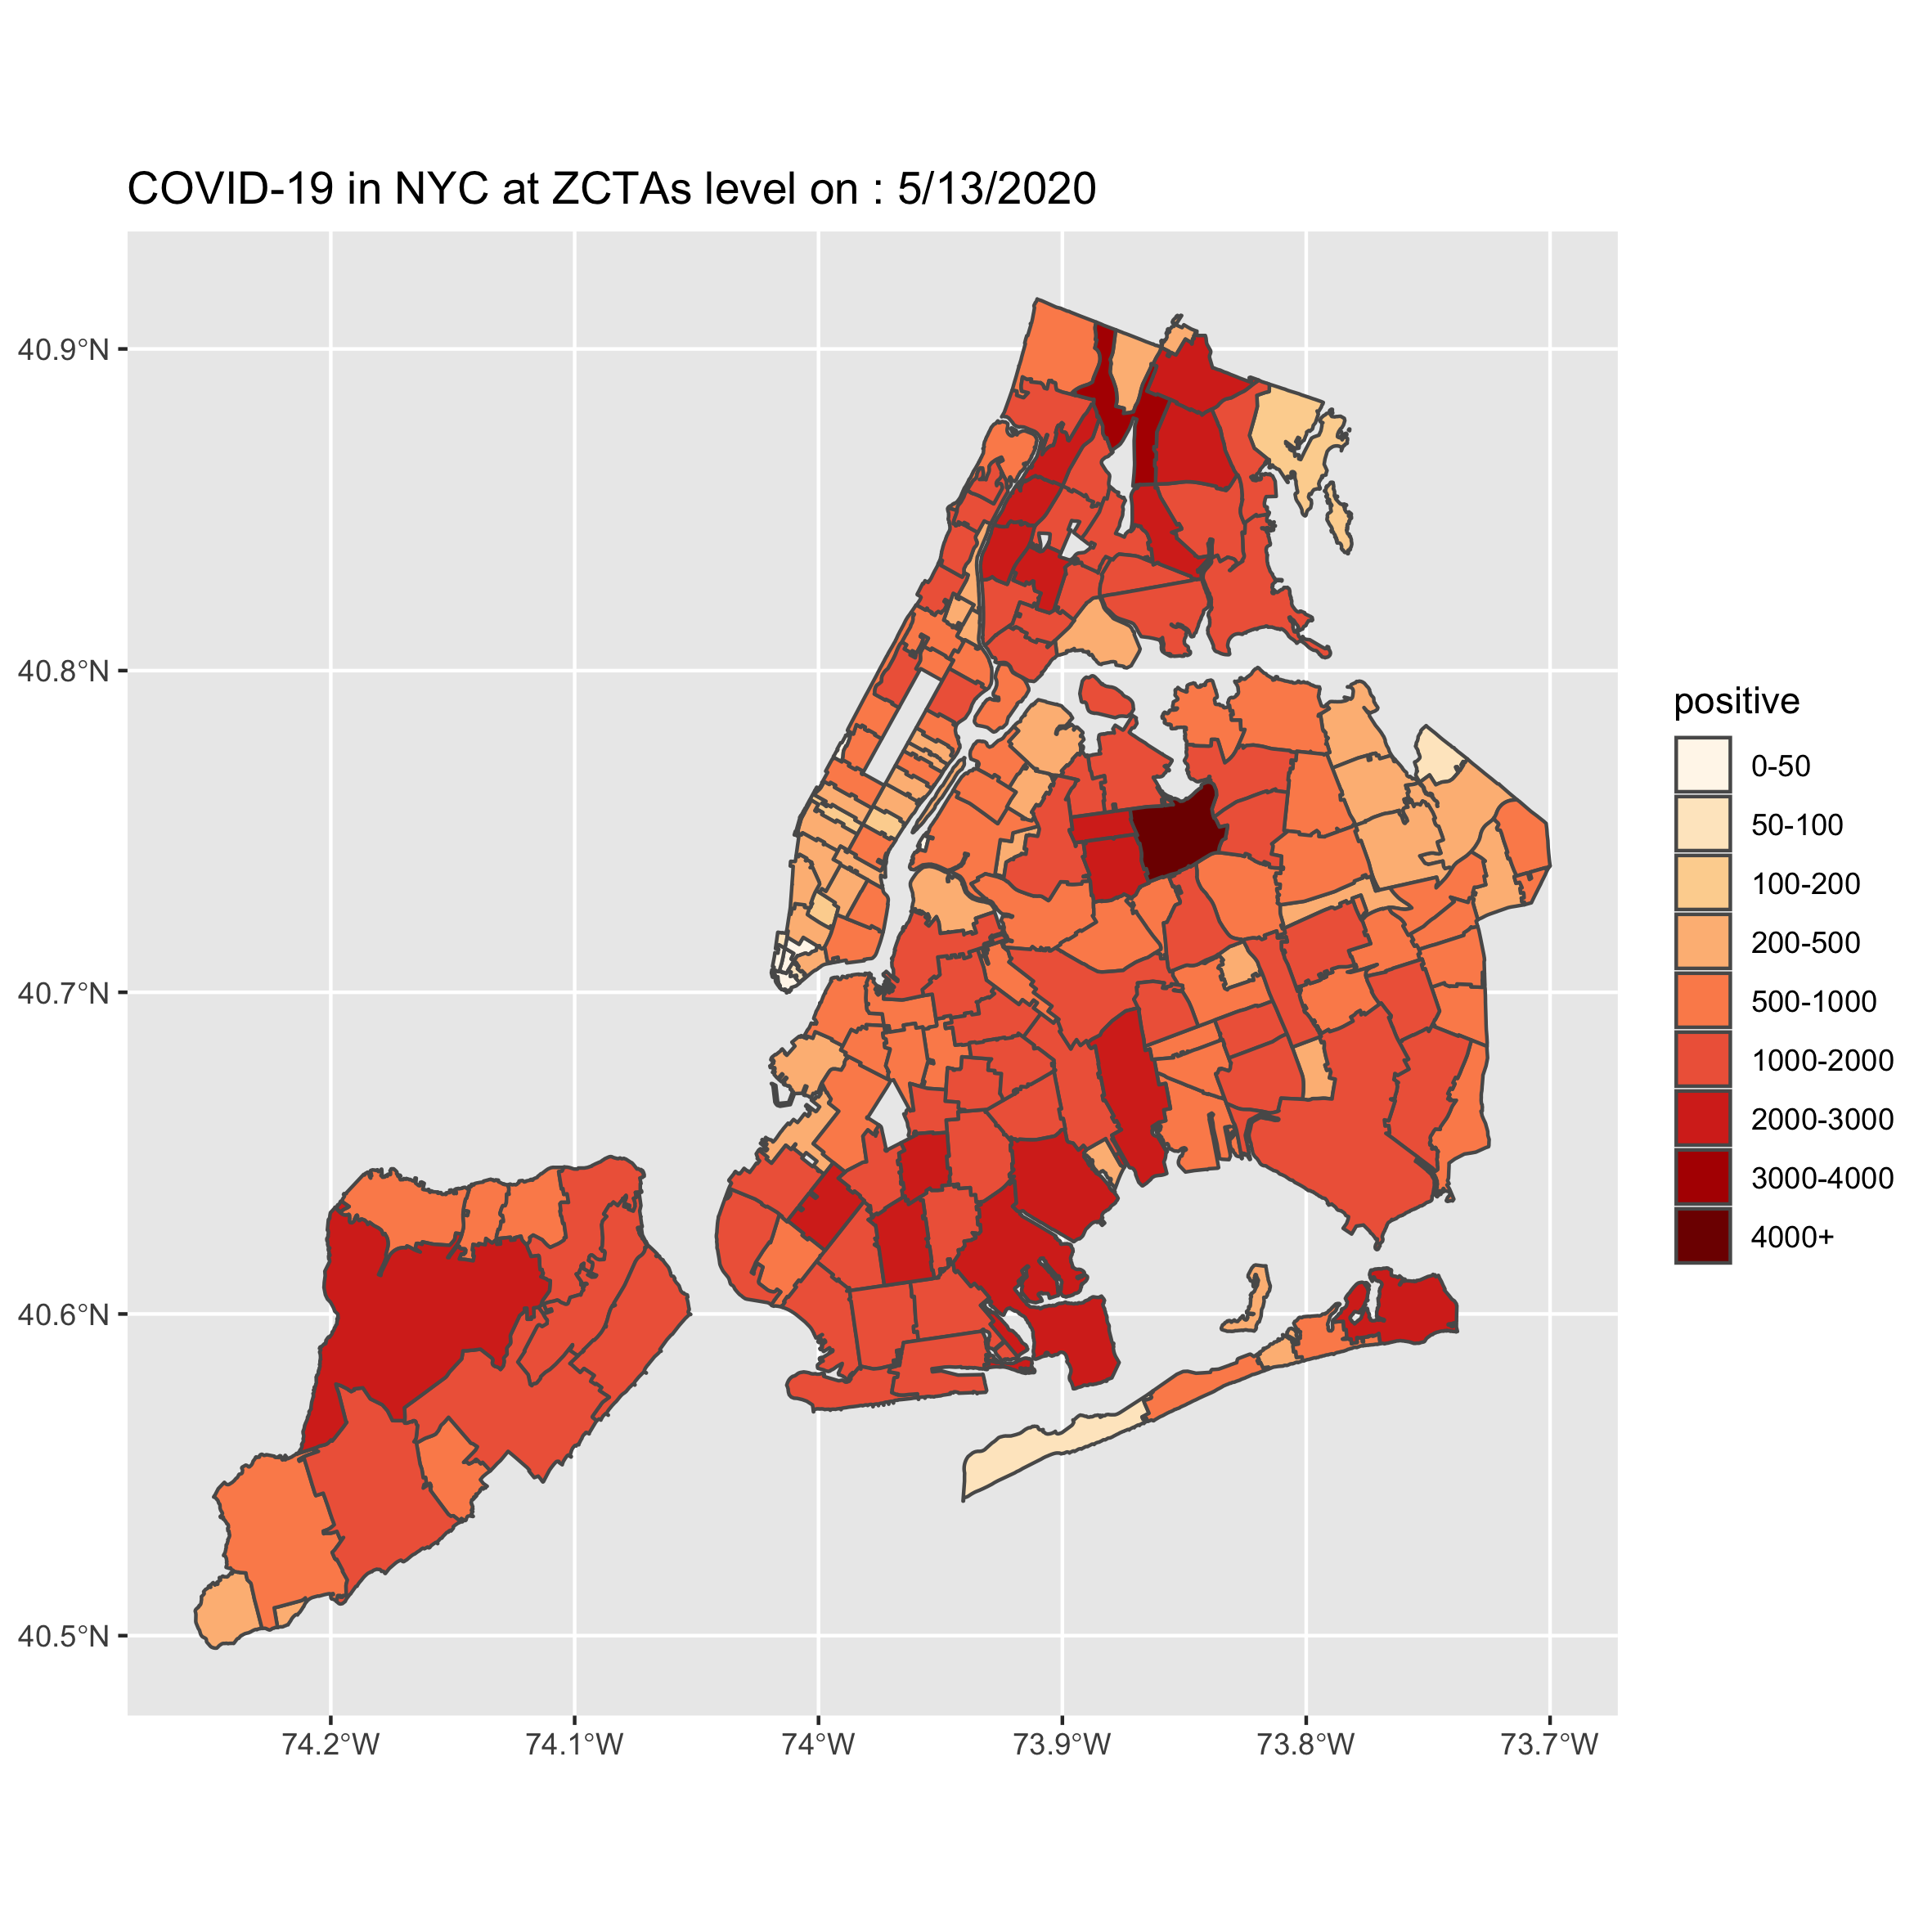 COVID-19 in NYC at ZCTAs level on : 5/13/2020
40.9°N
40.8°N
40.7°N
40.6°N
40.5°N
74.2°W
74.1°W
74°W
73.9°W
73.8°W
73.7°W
positive
0-50
50-100
100-200
200-500
500-1000
1000-2000
2000-3000
3000-4000
4000+